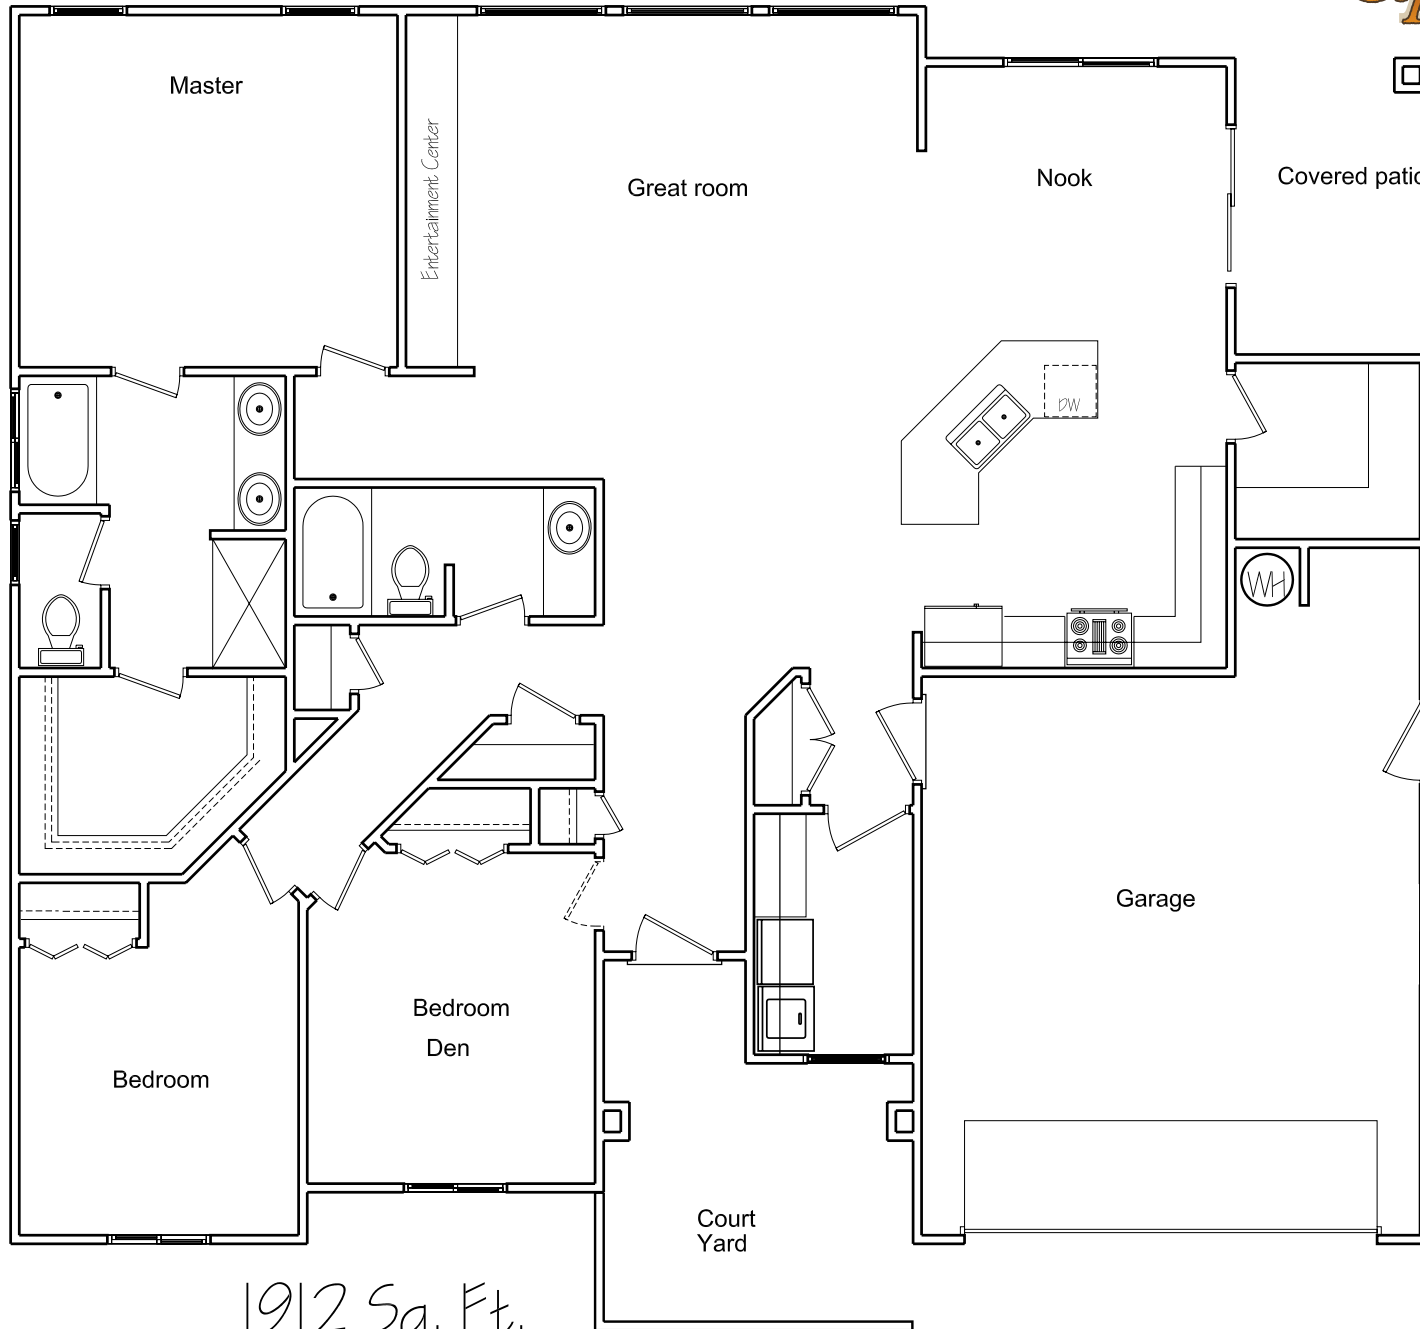 Master
Entertainment Center
Great room
Nook
Covered patio
DW
WH
Garage
Bedroom
Den
Bedroom
Court
Yard
1912 Sq. Ft.